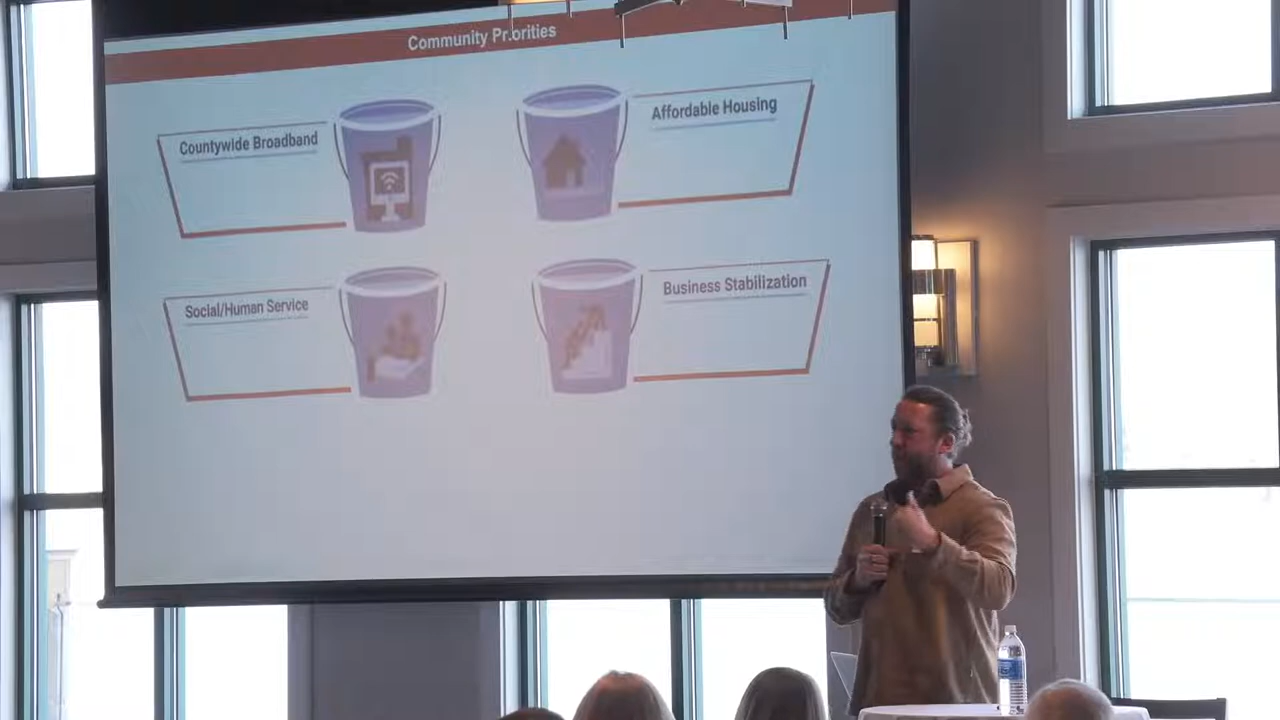 Community Priorities
Countywide Broadband
Affordable Housing
Social/Human Service
Business Stabilization